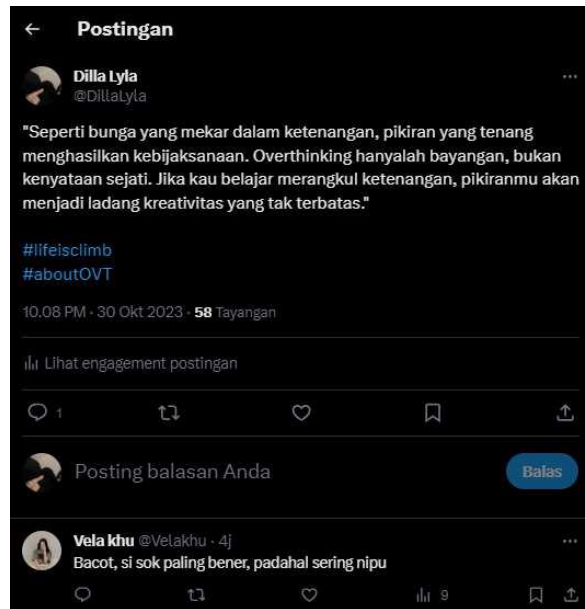 Postingan
Dilla Lyla
@DillaLyla
"Seperti bunga yang mekar dalam ketenangan, pikiran yang tenang
menghasilkan kebijaksanaan. Overthinking hanyalah bayangan, bukan
kenyataan sejati. Jika kau belajar merangkul ketenangan, pikiranmu akan
menjadi ladang kreativitas yang tak terbatas."
#lifeisclimb
#aboutOVT
10.08 PM · 30 Okt 2023 · 58 Tayangan
Lihat engagement postingan
1
Posting balasan Anda
Balas
Vela khu @Velakhu · 4j
Bacot, si sok paling bener, padahal sering nipu
9